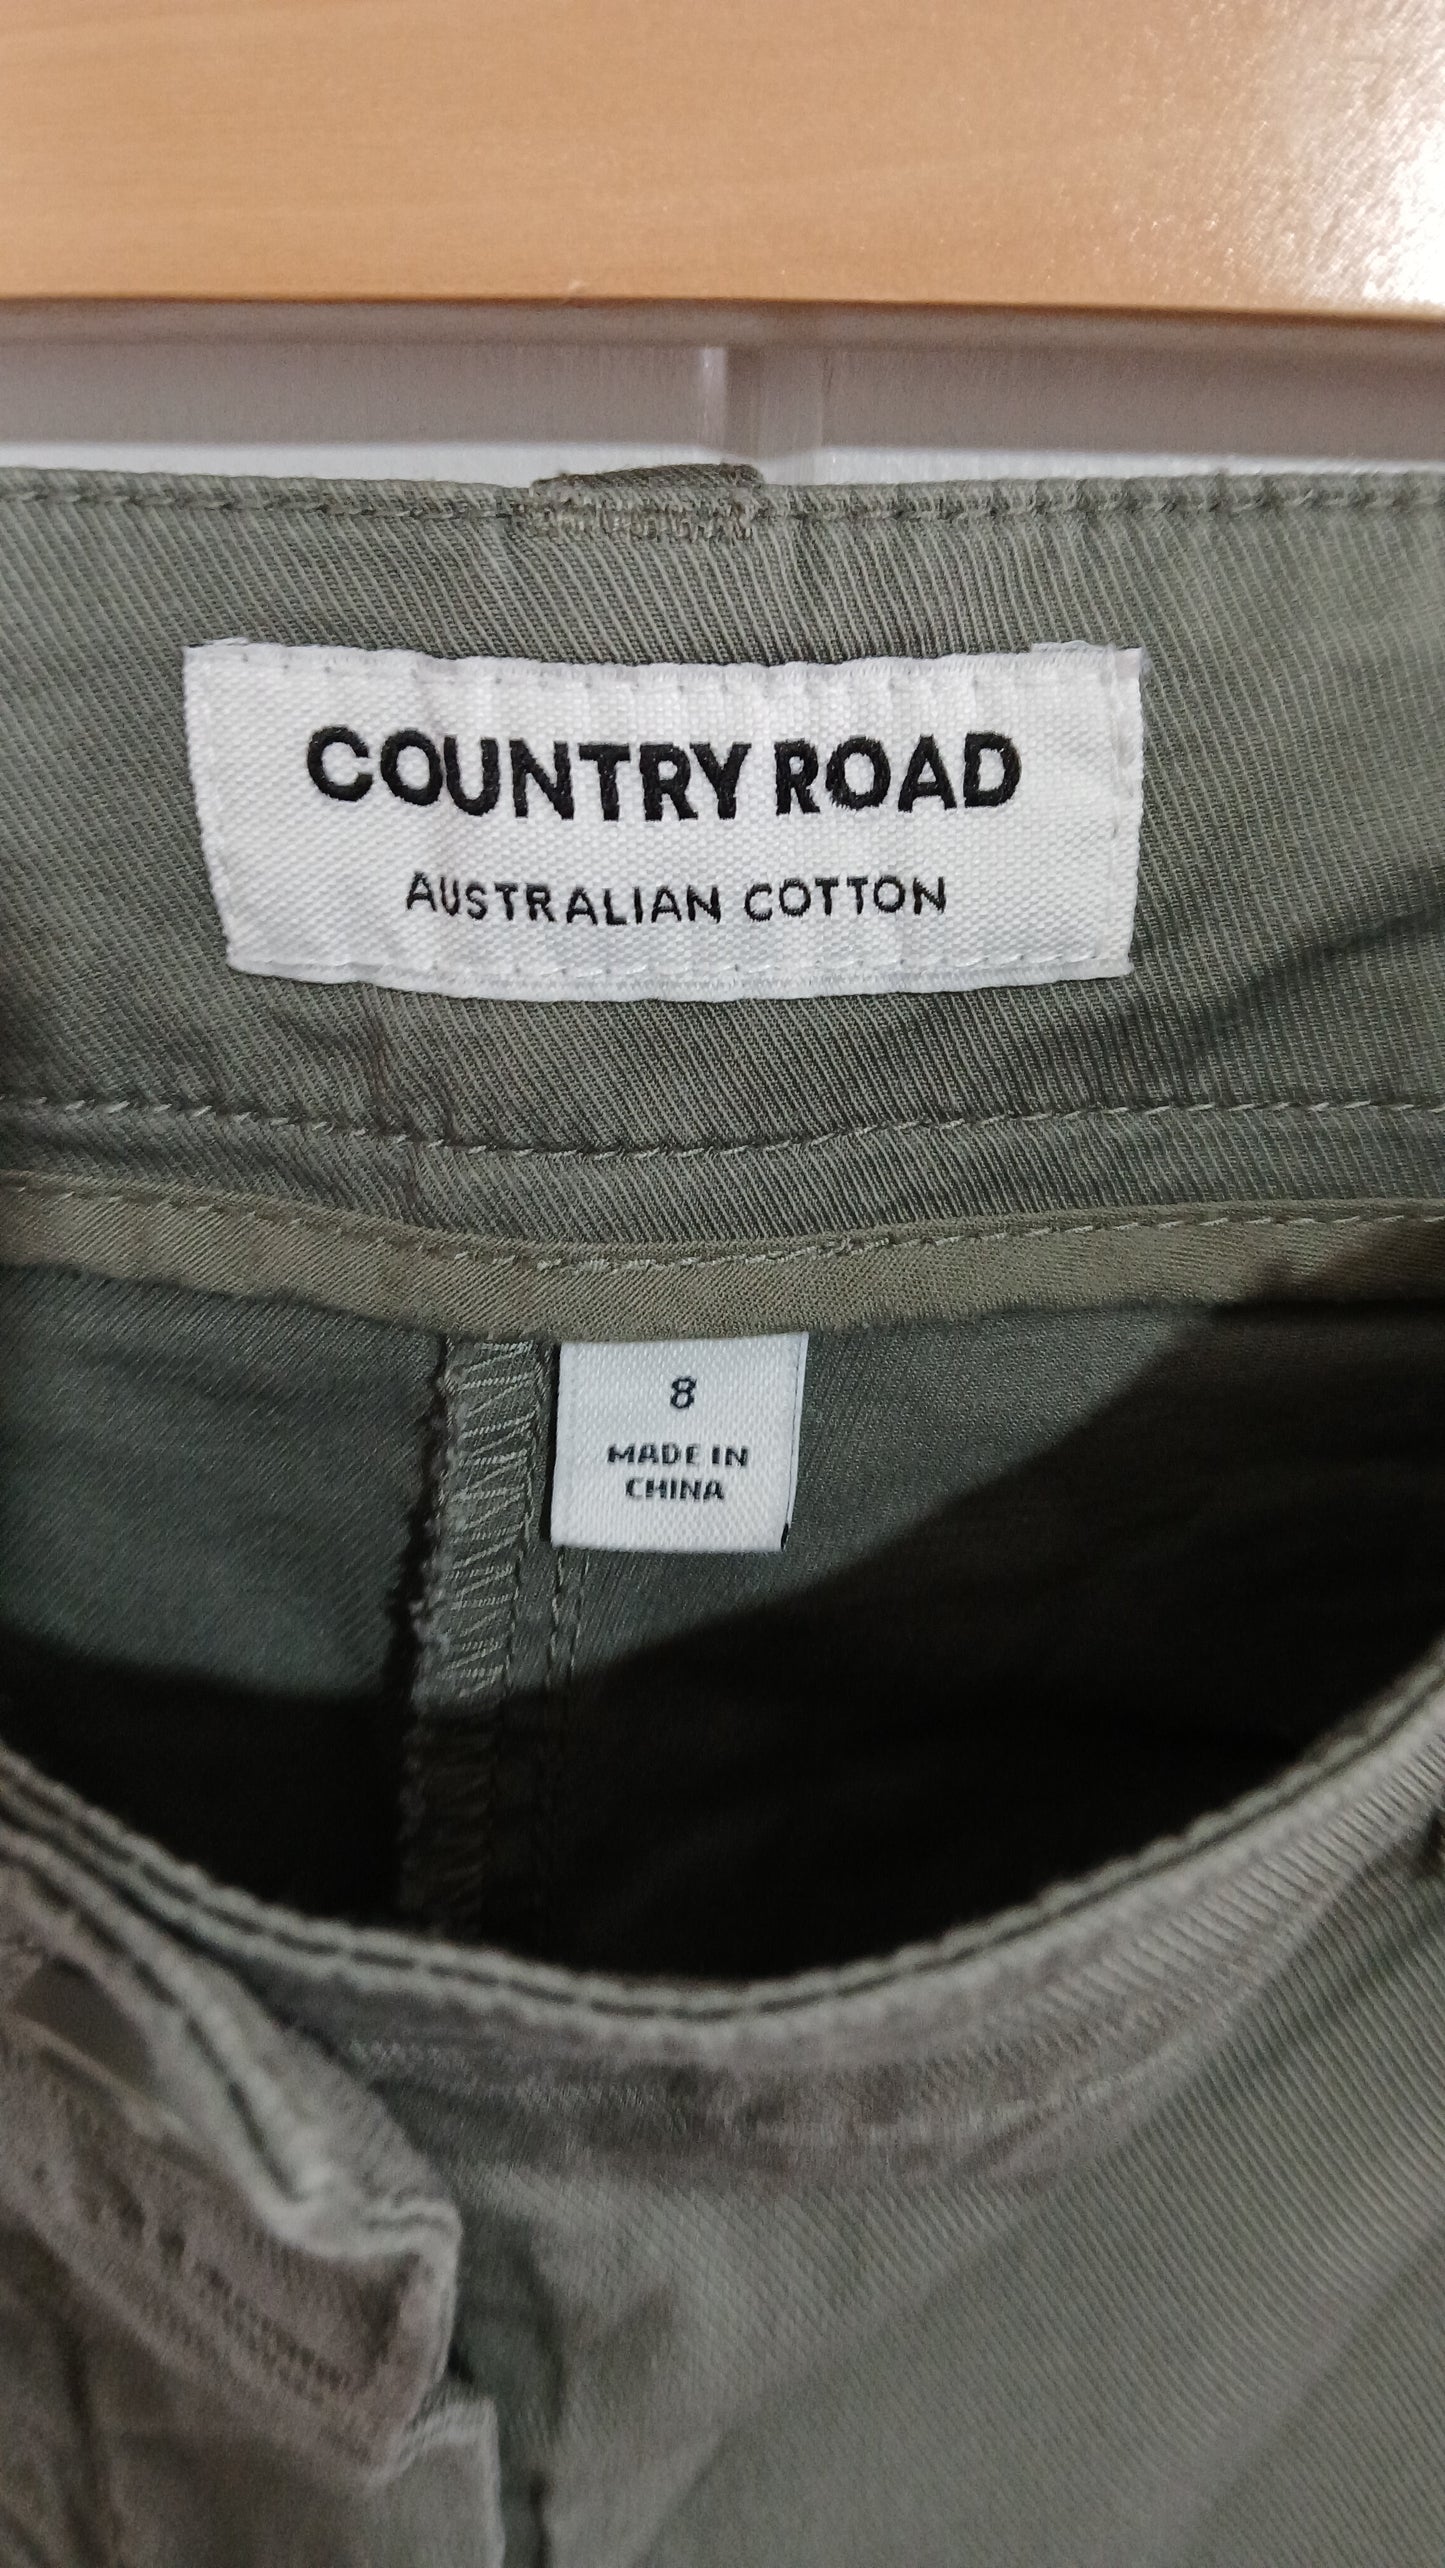 COUNTRY ROAD
AUSTRALIAN COTTON
8
MADE IN
CHINA